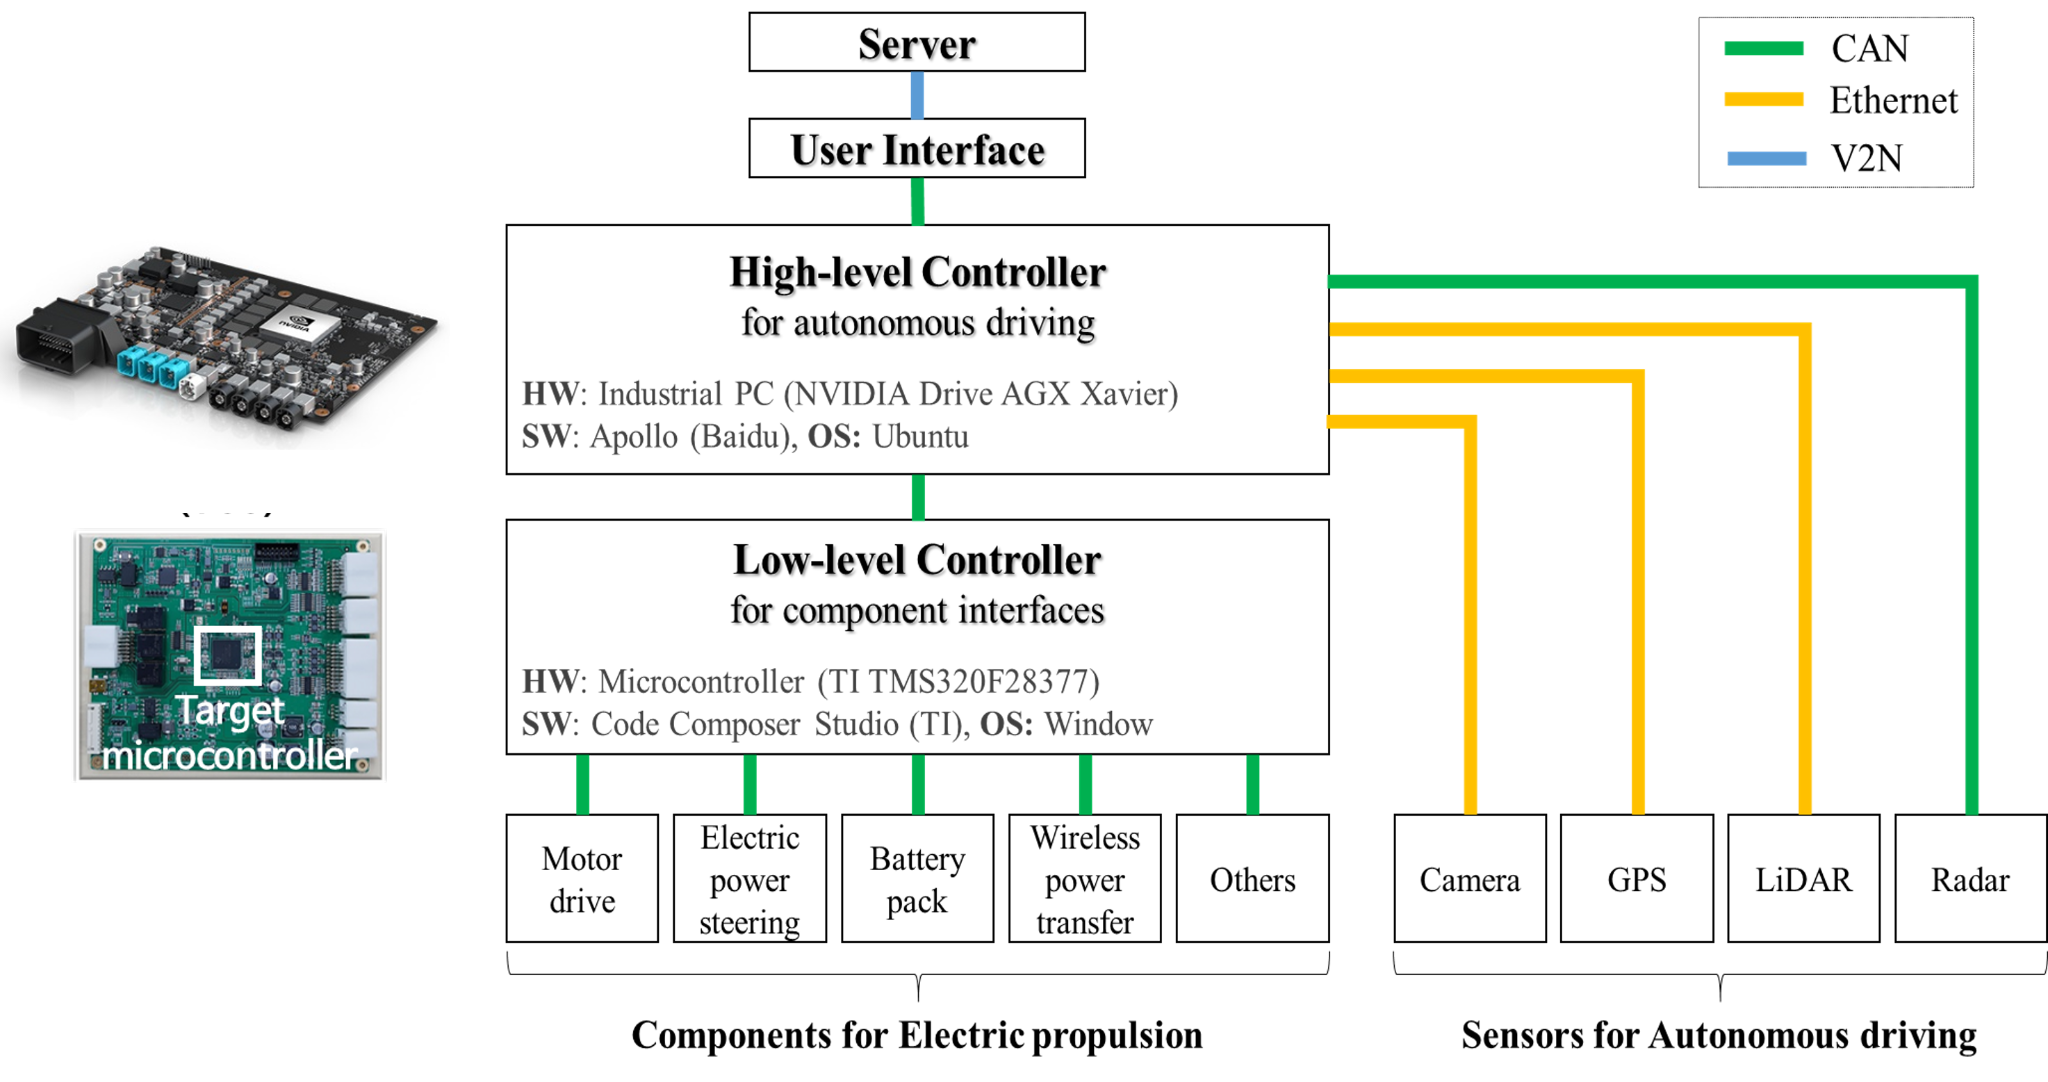 Server
User Interface
CAN
Ethernet
V2N
High-level Controller
for autonomous driving
HW: Industrial PC (NVIDIA Drive AGX Xavier)
SW: Apollo (Baidu), OS: Ubuntu
NVIDIA
Low-level Controller
for component interfaces
HW: Microcontroller (TI TMS320F28377)
SW: Code Composer Studio (TI), OS: Window
Target
microcontroller
Motor
drive
Electric
power
steering
Battery
pack
Wireless
power
transfer
Others
Camera
GPS
LiDAR
Radar
Components for Electric propulsion
Sensors for Autonomous driving